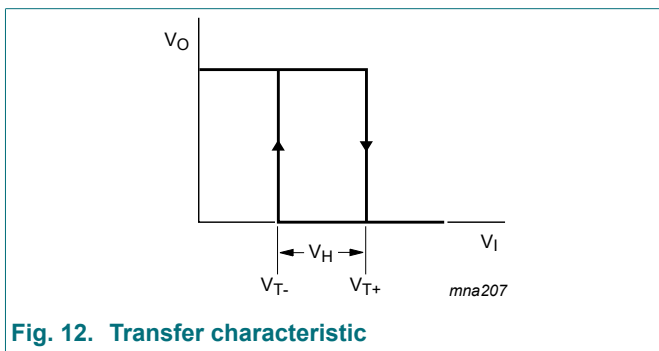 VO
VH
VI
VT-
VT+
mna207
Fig. 12. Transfer characteristic